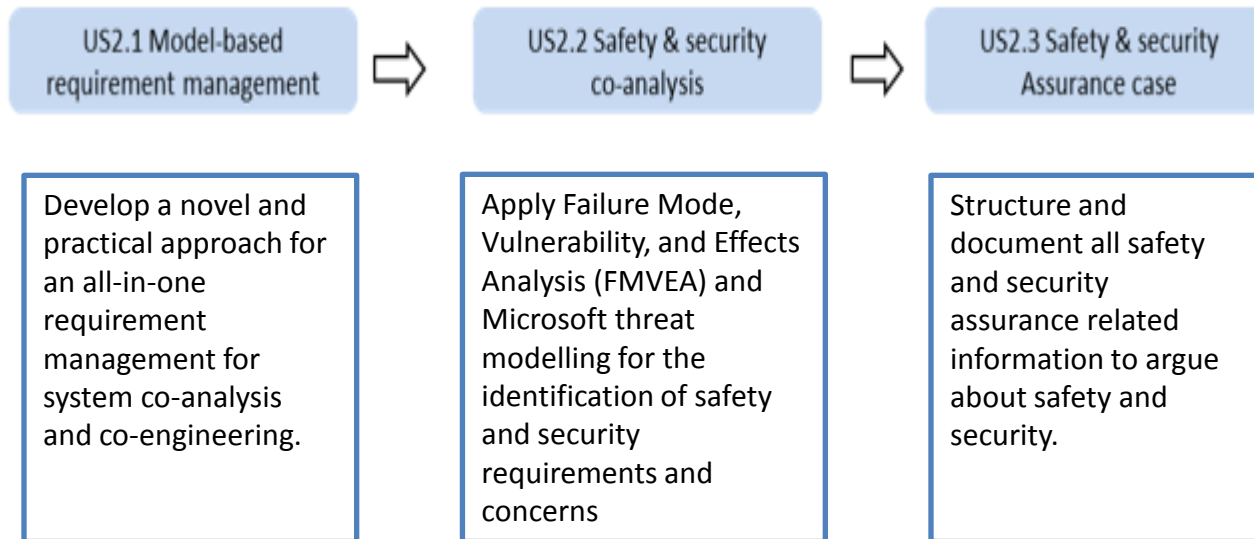 US2.1 Model-based
requirement management
US2.2 Safety & security
co-analysis
US2.3 Safety & security
Assurance case
Develop a novel and
practical approach for
an all-in-one
requirement
management for
system co-analysis
and co-engineering.
Apply Failure Mode,
Vulnerability, and Effects
Analysis (FMVEA) and
Microsoft threat
modelling for the
identification of safety
and security
requirements and
concerns
Structure and
document all safety
and security
assurance related
information to argue
about safety and
security.